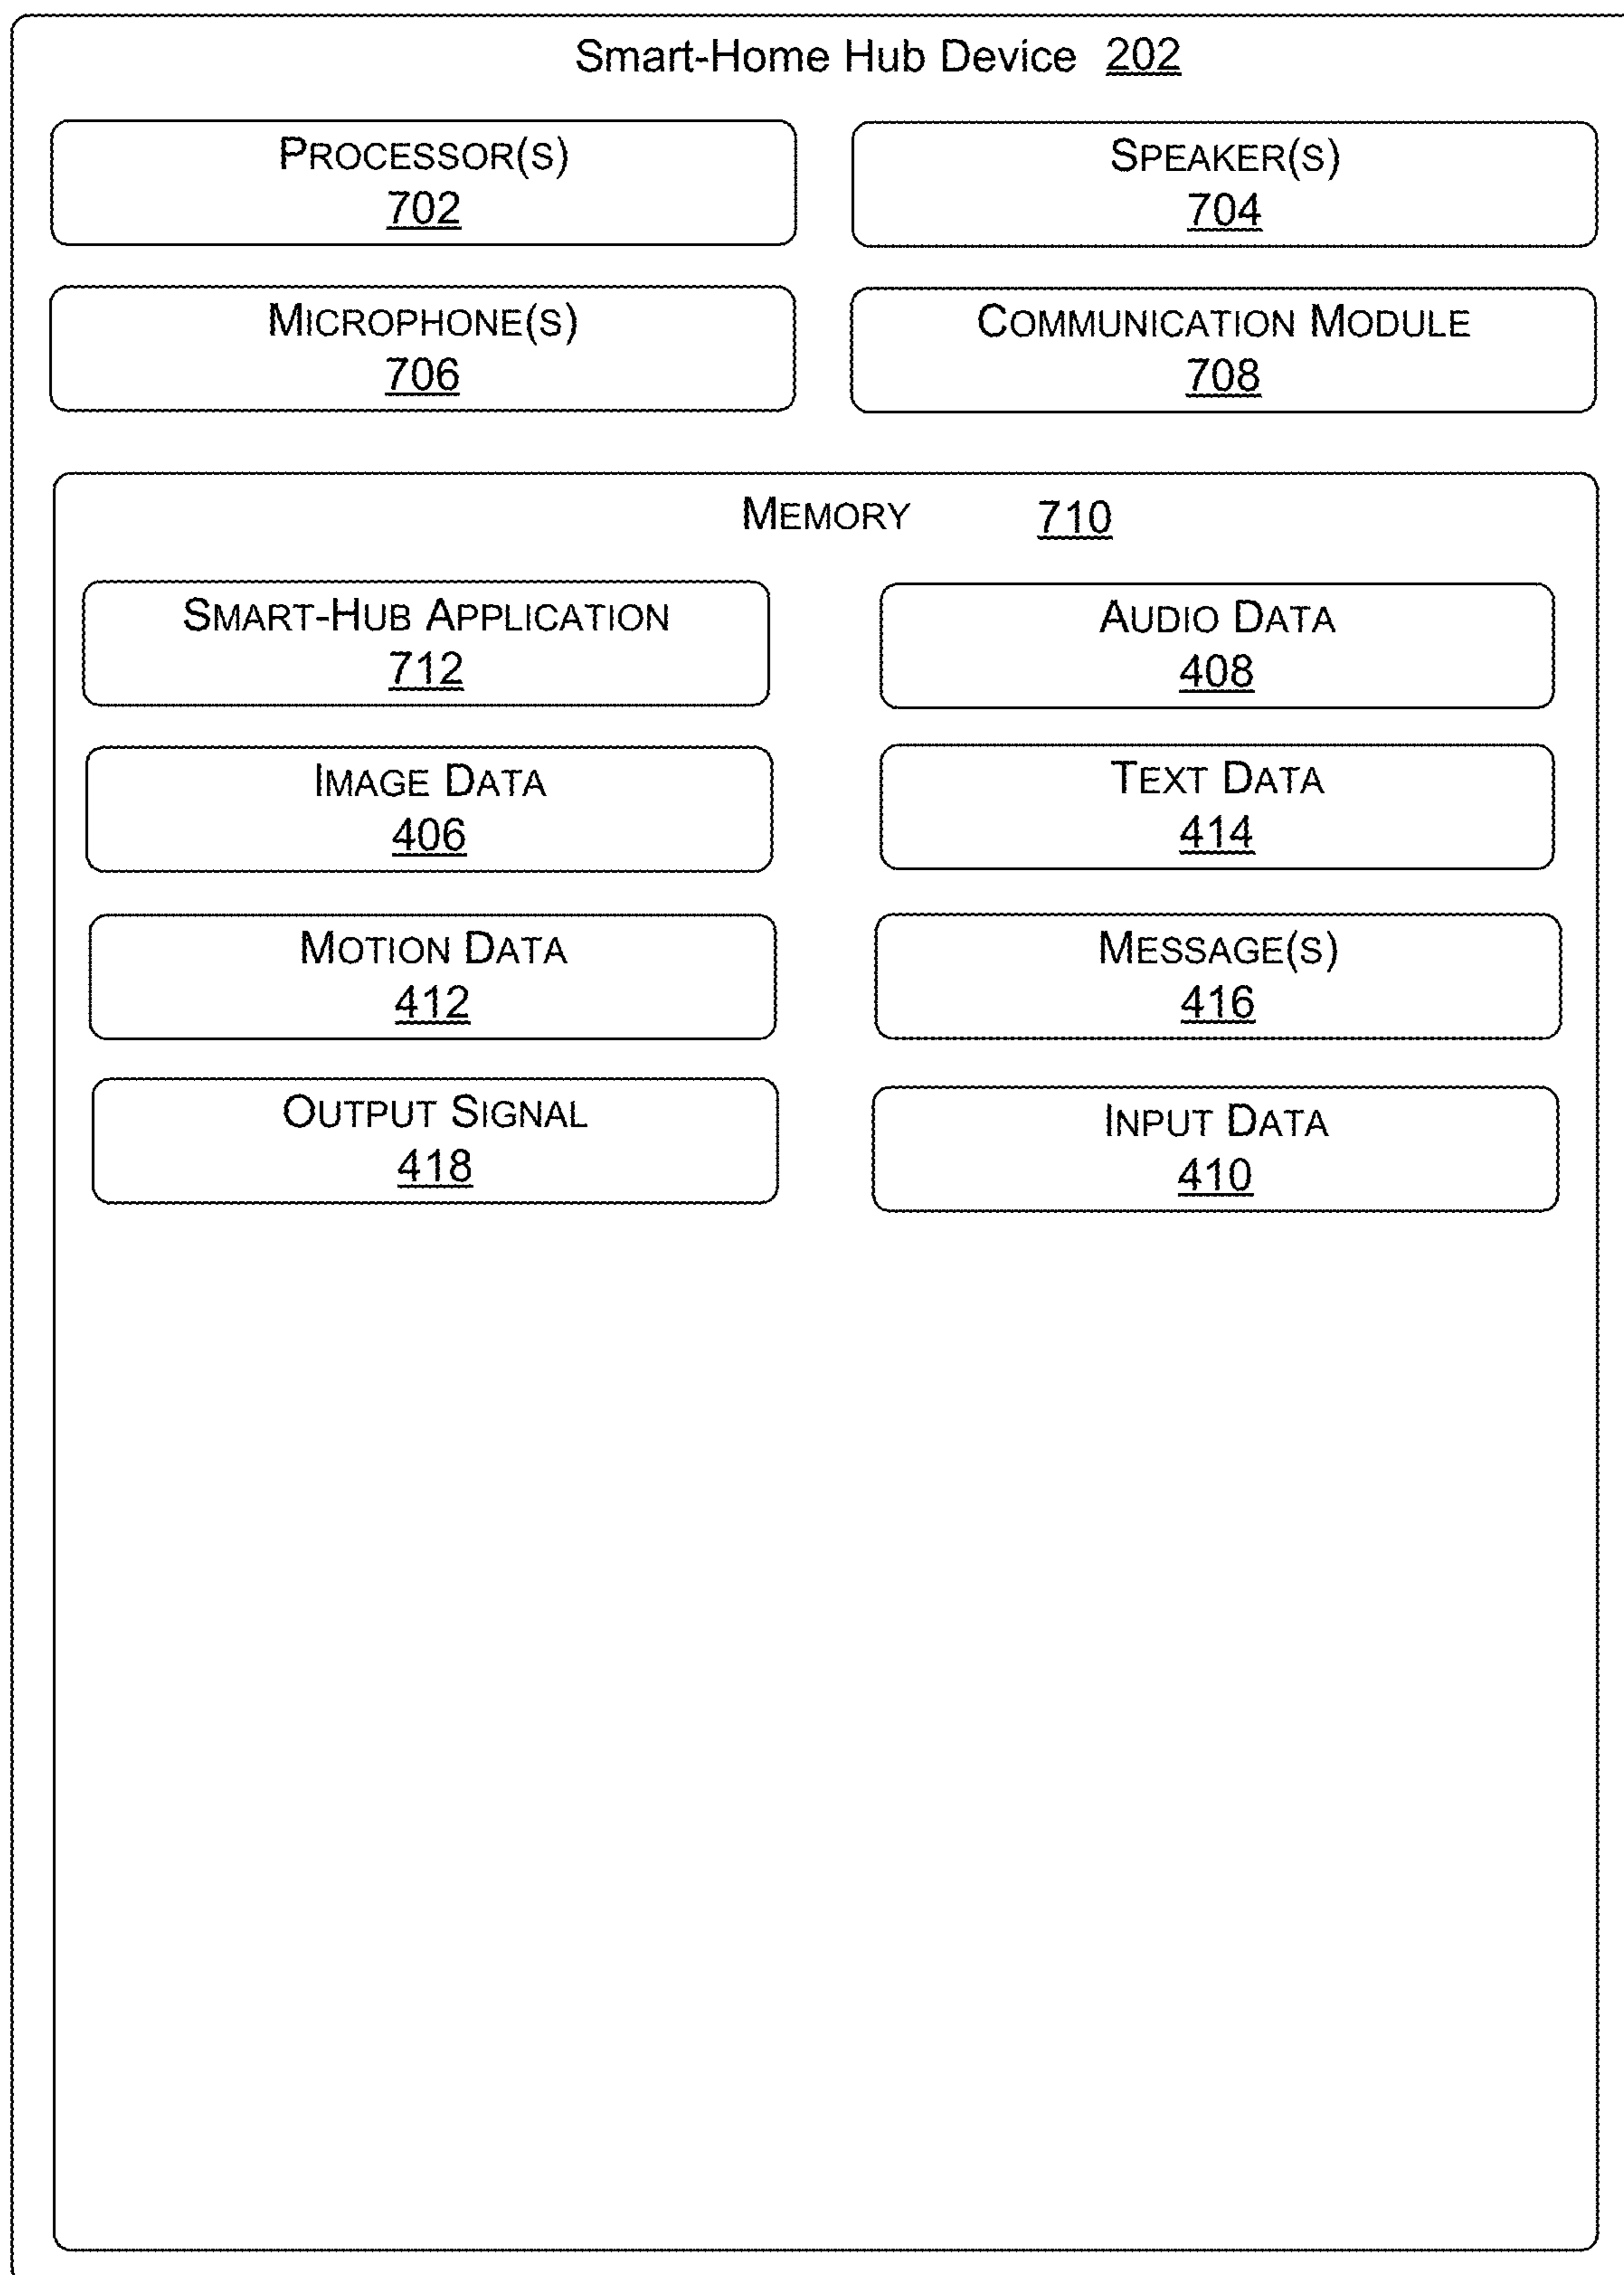 Smart-Home Hub Device 202
PROCESSOR(S)
702
SPEAKER(S)
704
MICROPHONE(S)
706
COMMUNICATION MODULE
708
MEMORY 710
SMART-HUB APPLICATION
712
AUDIO DATA
408
IMAGE DATA
406
TEXT DATA
414
MOTION DATA
412
MESSAGE(S)
416
OUTPUT SIGNAL
418
INPUT DATA
410